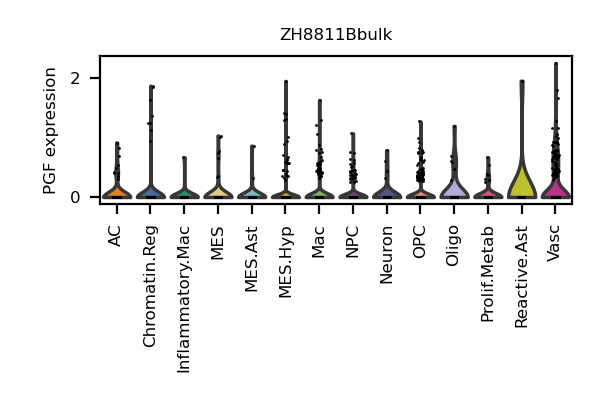 ZH8811Bbulk
PGF expression
2
0
AC
Chromatin.Reg
Inflammatory.Mac
MES
MES.Ast
MES.Hyp
Mac
NPC
Neuron
OPC
Oligo
Prolif.Metab
Reactive.Ast
Vasc